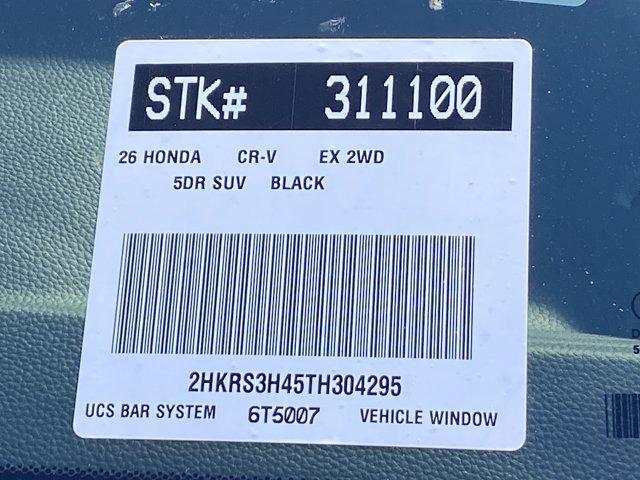 STK# 311100
26 HONDA CR-V EX 2WD
5DR SUV BLACK
2HKRS3H45TH304295
UCS BAR SYSTEM 6T5007 VEHICLE WINDOW